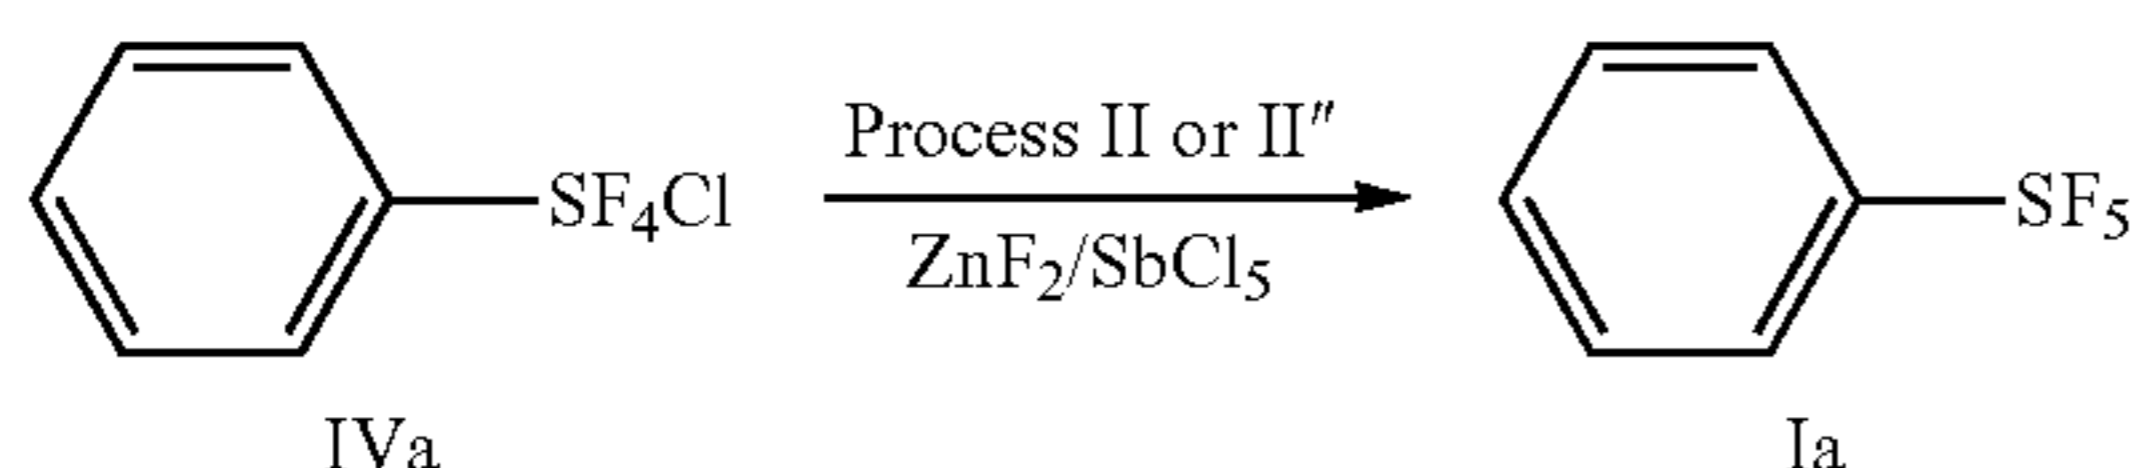 Process II or II″
SF₄Cl
SF₅
ZnF₂/SbCl₅
IVa
Ia